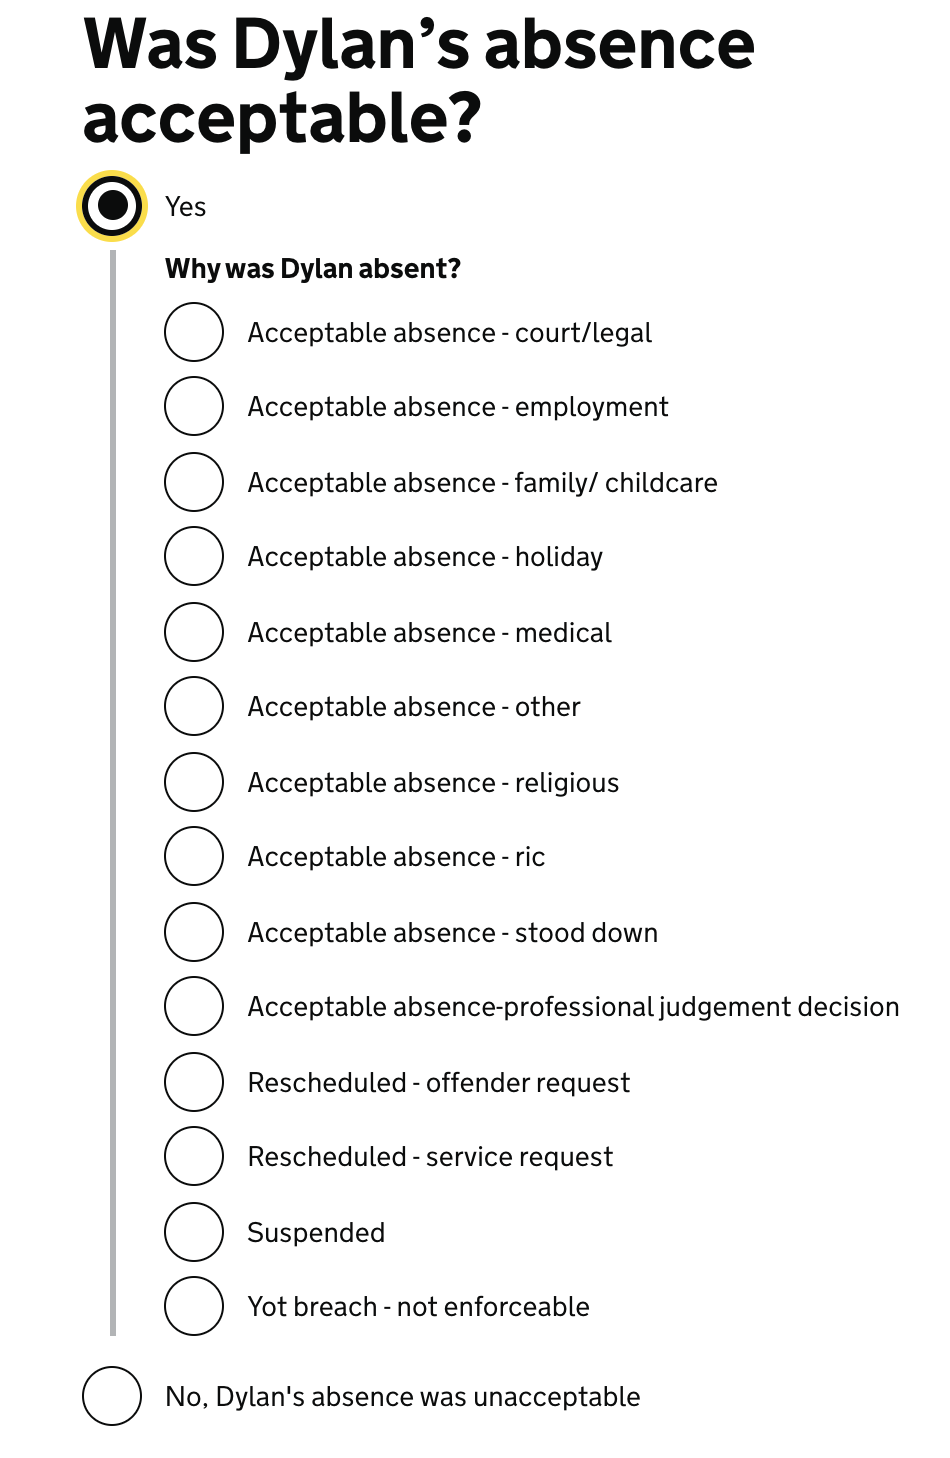 Was Dylan’s absence
acceptable?
Yes
Why was Dylan absent?
Acceptable absence - court/legal
Acceptable absence - employment
Acceptable absence - family/ childcare
Acceptable absence - holiday
Acceptable absence - medical
Acceptable absence - other
Acceptable absence - religious
Acceptable absence - ric
Acceptable absence - stood down
Acceptable absence-professional judgement decision
Rescheduled - offender request
Rescheduled - service request
Suspended
Yot breach - not enforceable
No, Dylan's absence was unacceptable